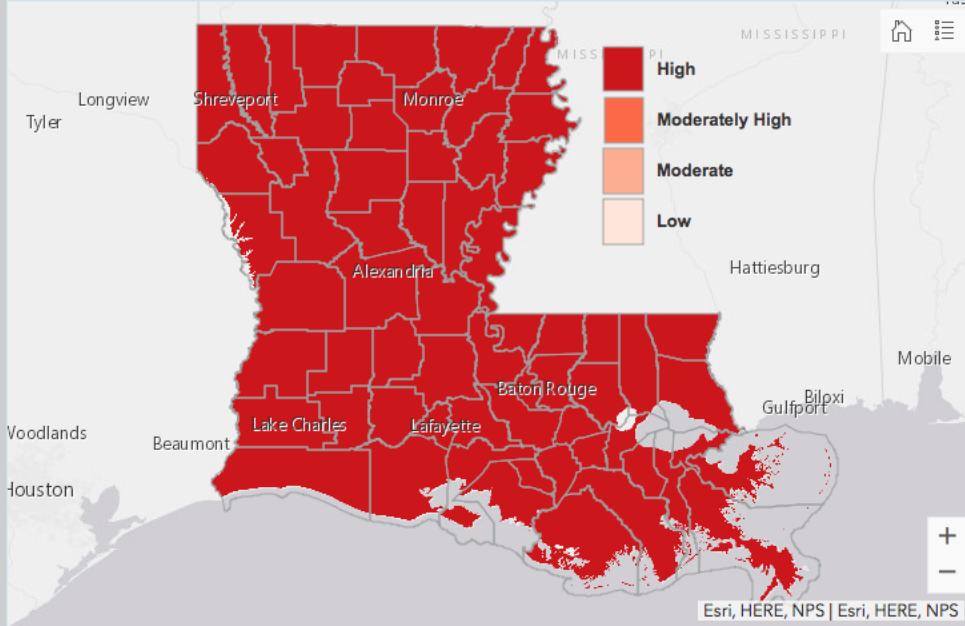 MISSISSIPPI
MISSISSIPPI
High
Longview
Shreveport
Monroe
Tyler
Moderately High
Moderate
Low
Alexandria
Hattiesburg
Mobile
Baton Rouge
Biloxi
Gulfport
Lake Charles
Lafayette
Woodlands
Beaumont
Houston
+
−
Esri, HERE, NPS | Esri, HERE, NPS